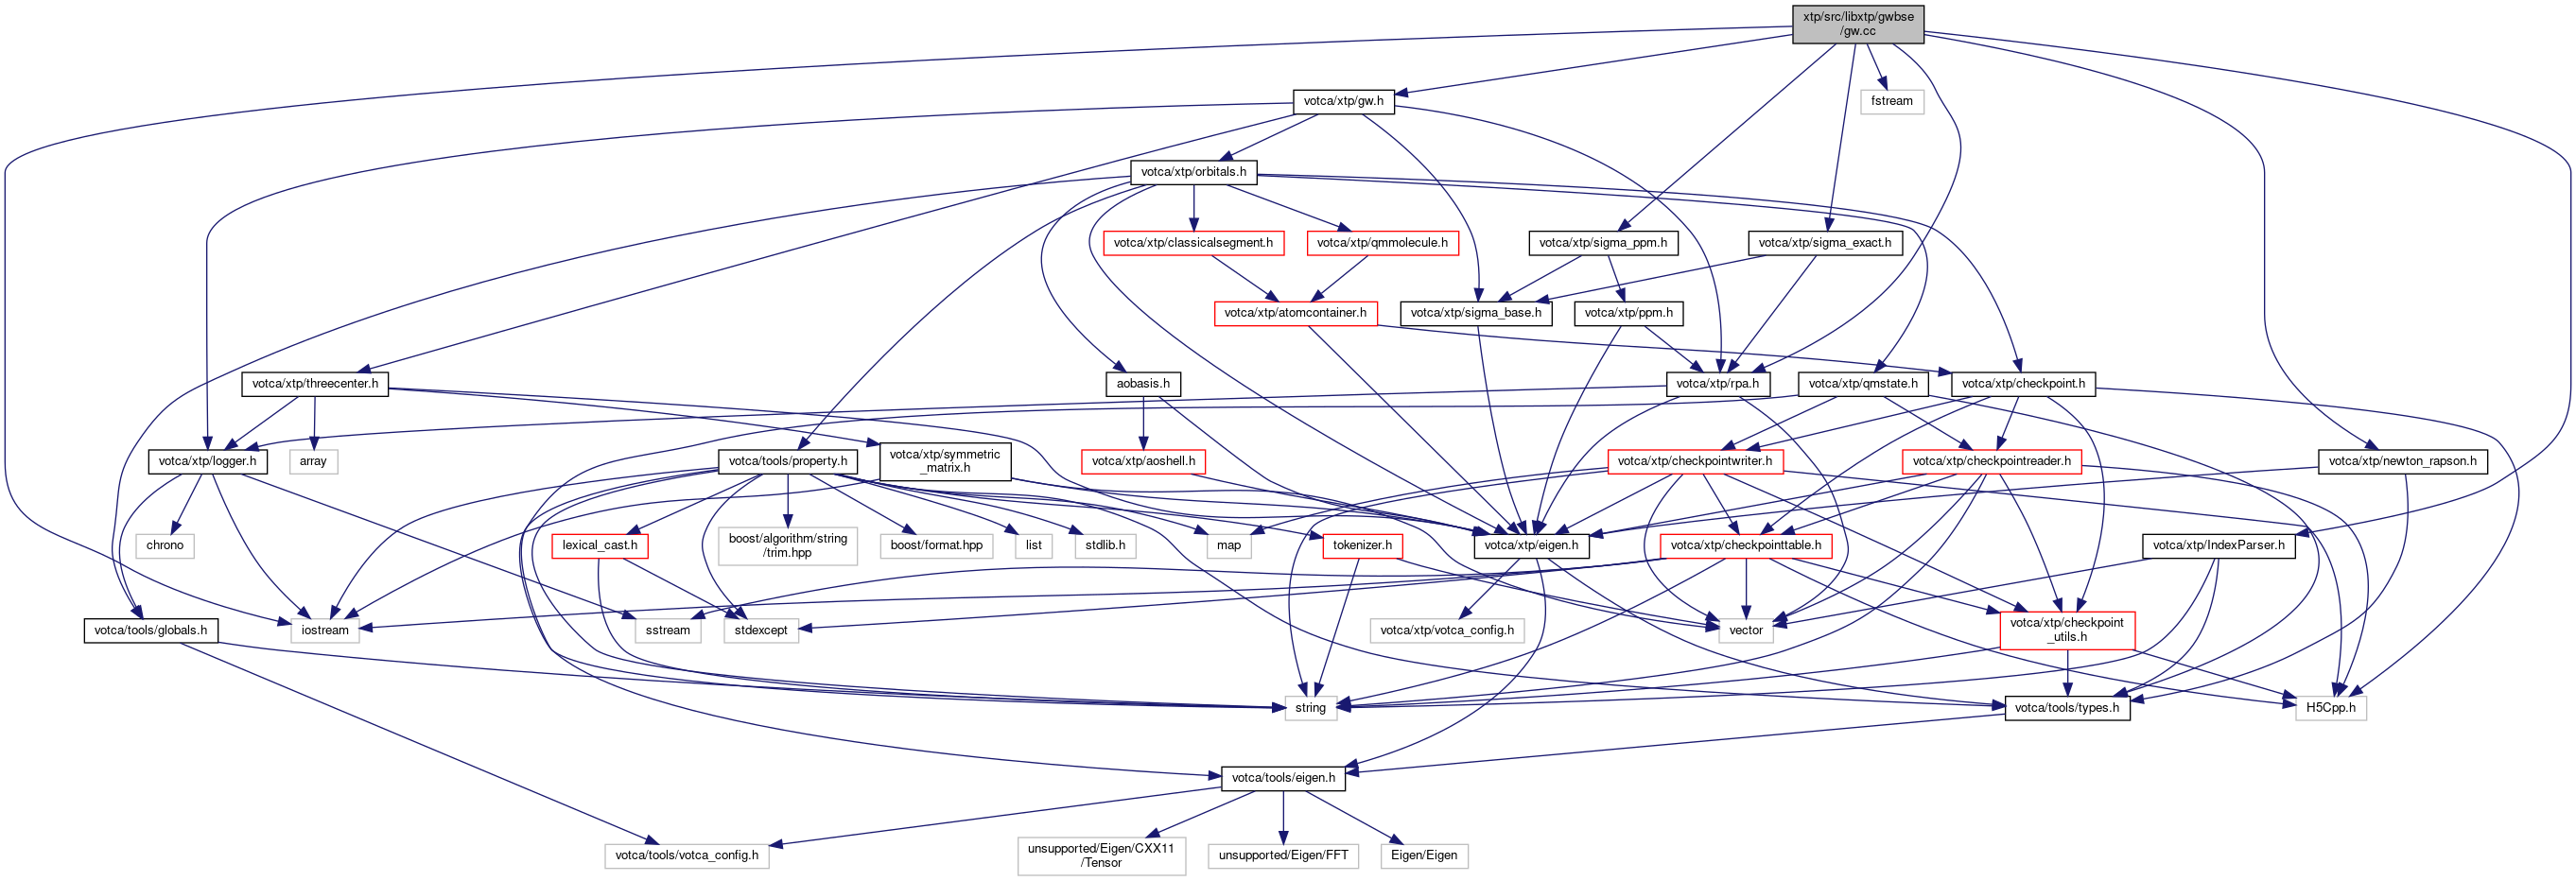 xtp/src/libxtp/gwbse
/gw.cc
votca/xtp/gw.h
fstream
votca/xtp/orbitals.h
votca/xtp/classicalsegment.h
votca/xtp/qmmolecule.h
votca/xtp/sigma_ppm.h
votca/xtp/sigma_exact.h
votca/xtp/atomcontainer.h
votca/xtp/sigma_base.h
votca/xtp/ppm.h
votca/xtp/threecenter.h
aobasis.h
votca/xtp/rpa.h
votca/xtp/qmstate.h
votca/xtp/checkpoint.h
votca/xtp/logger.h
array
votca/tools/property.h
votca/xtp/symmetric
_matrix.h
votca/xtp/aoshell.h
votca/xtp/checkpointwriter.h
votca/xtp/checkpointreader.h
votca/xtp/newton_rapson.h
chrono
lexical_cast.h
boost/algorithm/string
/trim.hpp
boost/format.hpp
list
stdlib.h
map
tokenizer.h
votca/xtp/eigen.h
votca/xtp/checkpointtable.h
votca/xtp/IndexParser.h
votca/tools/globals.h
iostream
sstream
stdexcept
votca/xtp/votca_config.h
vector
votca/xtp/checkpoint
_utils.h
string
votca/tools/types.h
H5Cpp.h
votca/tools/eigen.h
votca/tools/votca_config.h
unsupported/Eigen/CXX11
/Tensor
unsupported/Eigen/FFT
Eigen/Eigen